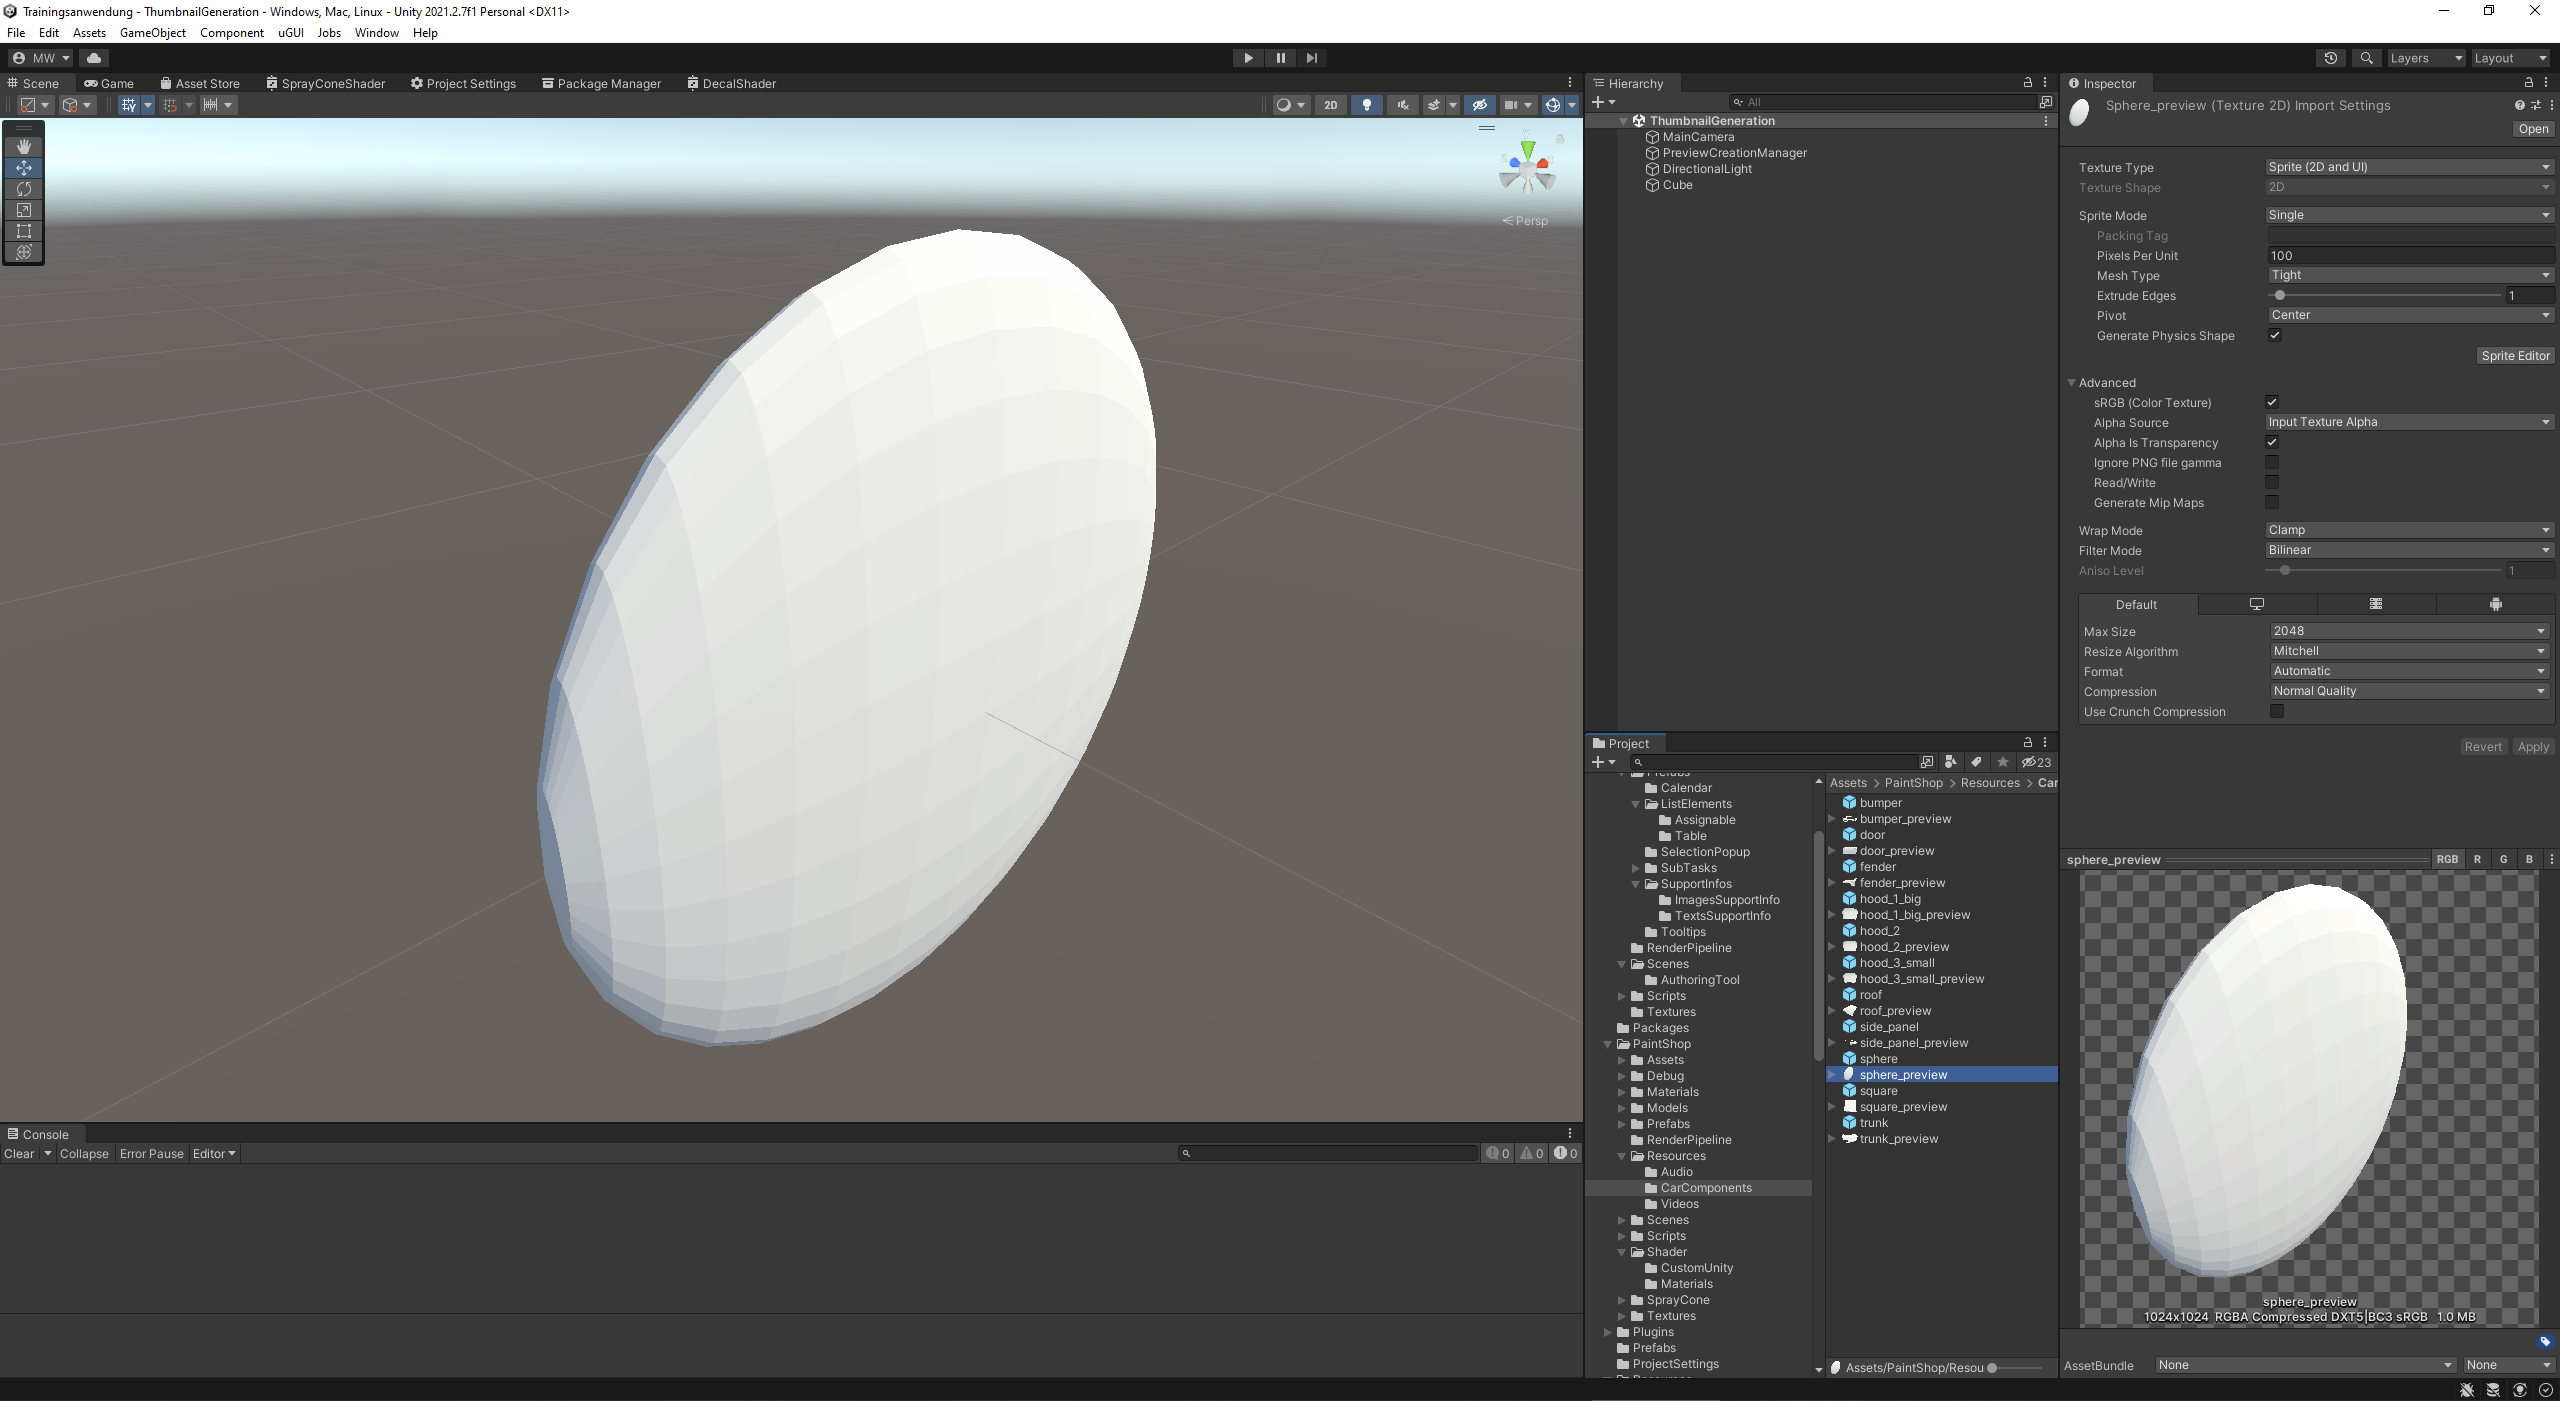 Trainingsanwendung - ThumbnailGeneration - Windows, Mac, Linux - Unity 2021.2.7f1 Personal <DX11>
File Edit Assets GameObject Component uGUI Jobs Window Help
MW
Layers Layout
Scene Game Asset Store SprayConeShader Project Settings Package Manager DecalShader
2D
Persp
Hierarchy
All
ThumbnailGeneration
MainCamera
PreviewCreationManager
DirectionalLight
Cube
Inspector
Sphere_preview (Texture 2D) Import Settings
Open
Texture Type Sprite (2D and UI)
Texture Shape 2D
Sprite Mode Single
Packing Tag
Pixels Per Unit 100
Mesh Type Tight
Extrude Edges 1
Pivot Center
Generate Physics Shape
Sprite Editor
Advanced
sRGB (Color Texture)
Alpha Source Input Texture Alpha
Alpha Is Transparency
Ignore PNG file gamma
Read/Write
Generate Mip Maps
Wrap Mode Clamp
Filter Mode Bilinear
Aniso Level 1
Default
Max Size 2048
Resize Algorithm Mitchell
Format Automatic
Compression Normal Quality
Use Crunch Compression
Revert Apply
Project
23
Prefabs
Calendar
ListElements
Assignable
Table
SelectionPopup
SubTasks
SupportInfos
ImagesSupportInfo
TextsSupportInfo
Tooltips
RenderPipeline
Scenes
AuthoringTool
Scripts
Textures
Packages
PaintShop
Assets
Debug
Materials
Models
Prefabs
RenderPipeline
Resources
Audio
CarComponents
Videos
Scenes
Scripts
Shader
CustomUnity
Materials
SprayCone
Textures
Plugins
Prefabs
ProjectSettings
Assets > PaintShop > Resources > Car
bumper
bumper_preview
door
door_preview
fender
fender_preview
hood_1_big
hood_1_big_preview
hood_2
hood_2_preview
hood_3_small
hood_3_small_preview
roof
roof_preview
side_panel
side_panel_preview
sphere
sphere_preview
square
square_preview
trunk
trunk_preview
Assets/PaintShop/Resou
sphere_preview RGB R G B
sphere_preview
1024x1024 RGBA Compressed DXT5|BC3 sRGB 1.0 MB
AssetBundle None None
Console
Clear Collapse Error Pause Editor 0 0 0